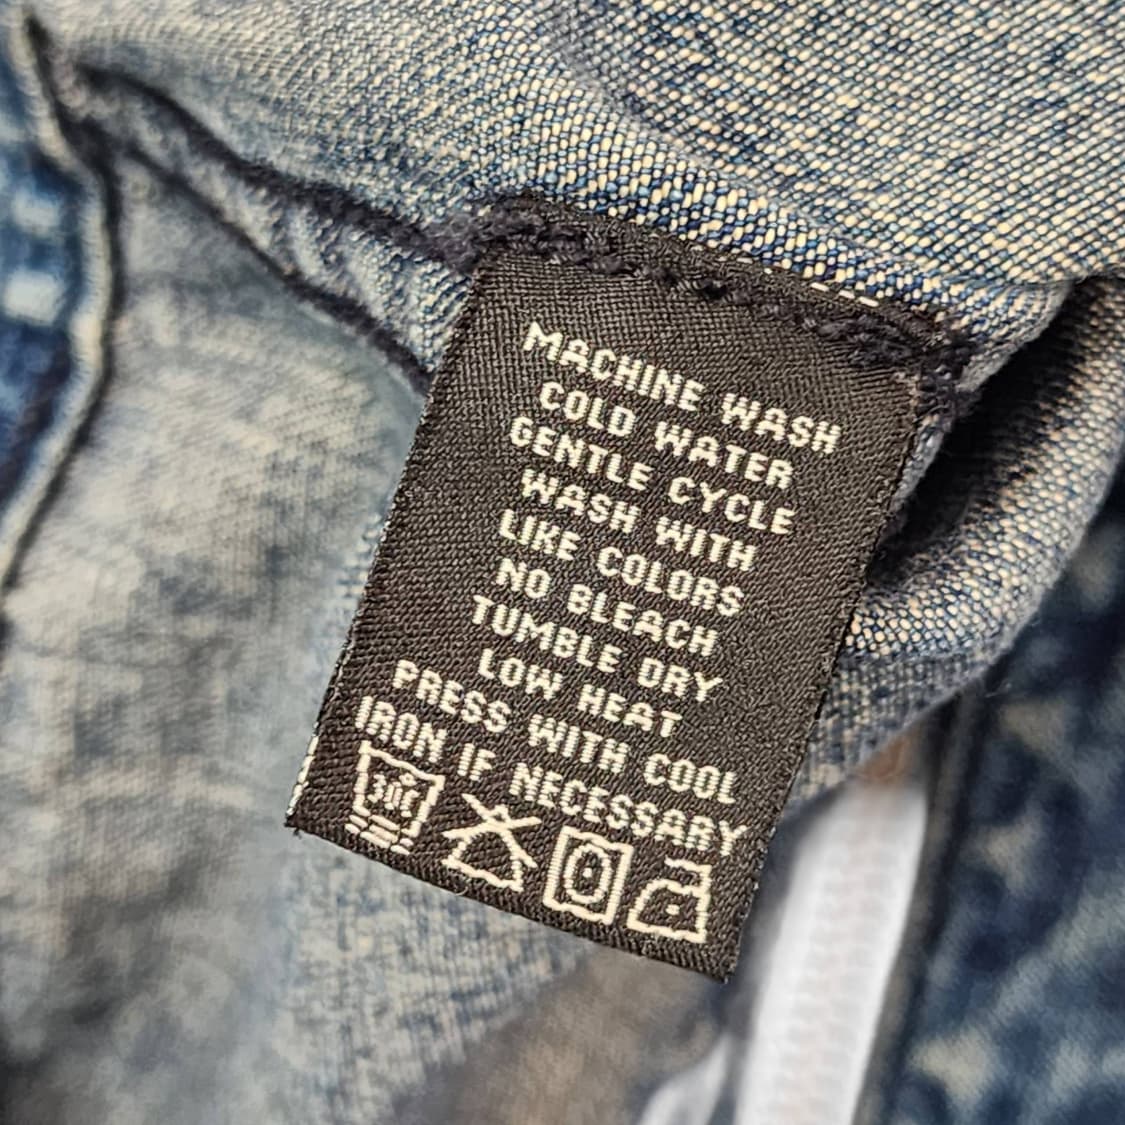 MACHINE WASH
COLD WATER
GENTLE CYCLE
WASH WITH
LIKE COLORS
NO BLEACH
TUMBLE DRY
LOW HEAT
PRESS WITH COOL
IRON IF NECESSARY
30C